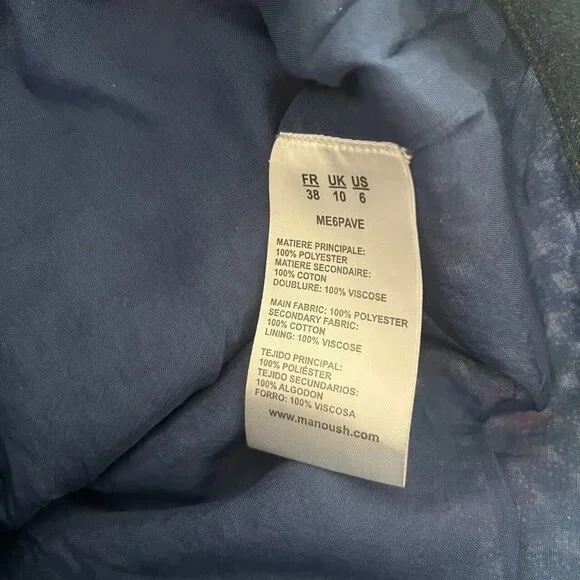 FR UK US
38 10 6
ME6PAVE
MATIERE PRINCIPALE:
100% POLYESTER
MATIERE SECONDAIRE:
100% COTON
DOUBLURE: 100% VISCOSE
MAIN FABRIC: 100% POLYESTER
SECONDARY FABRIC:
100% COTTON
LINING: 100% VISCOSE
TEJIDO PRINCIPAL:
100% POLIÉSTER
TEJIDO SECUNDARIOS:
100% ALGODON
FORRO: 100% VISCOSA
www.manoush.com